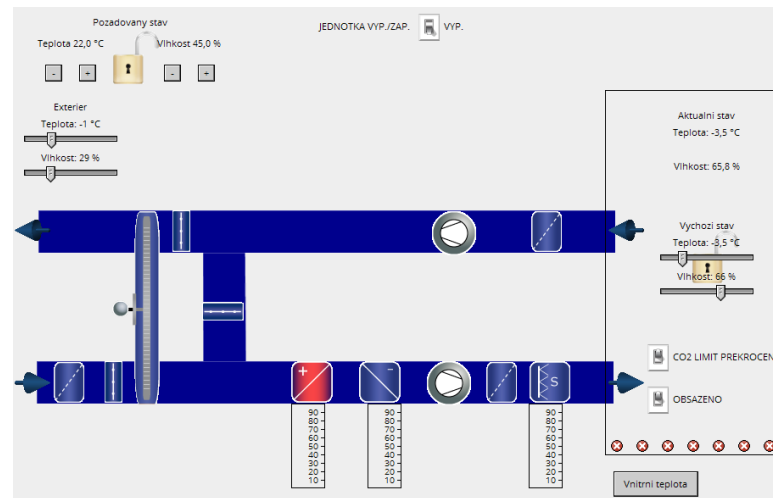 Pozadovany stav
Teplota 22,0 °C
Vlhkost 45,0 %
- + - +
JEDNOTKA VYP./ZAP.
VYP.
Exterier
Teplota: -1 °C
Vlhkost: 29 %
Aktualni stav
Teplota: -3,5 °C
Vlhkost: 65,8 %
Vychozi stav
Teplota: -3,5 °C
Vlhkost: 66 %
CO2 LIMIT PREKROCEN
OBSAZENO
+
-
S
90
80
70
60
50
40
30
20
10
90
80
70
60
50
40
30
20
10
90
80
70
60
50
40
30
20
10
Vnitrni teplota